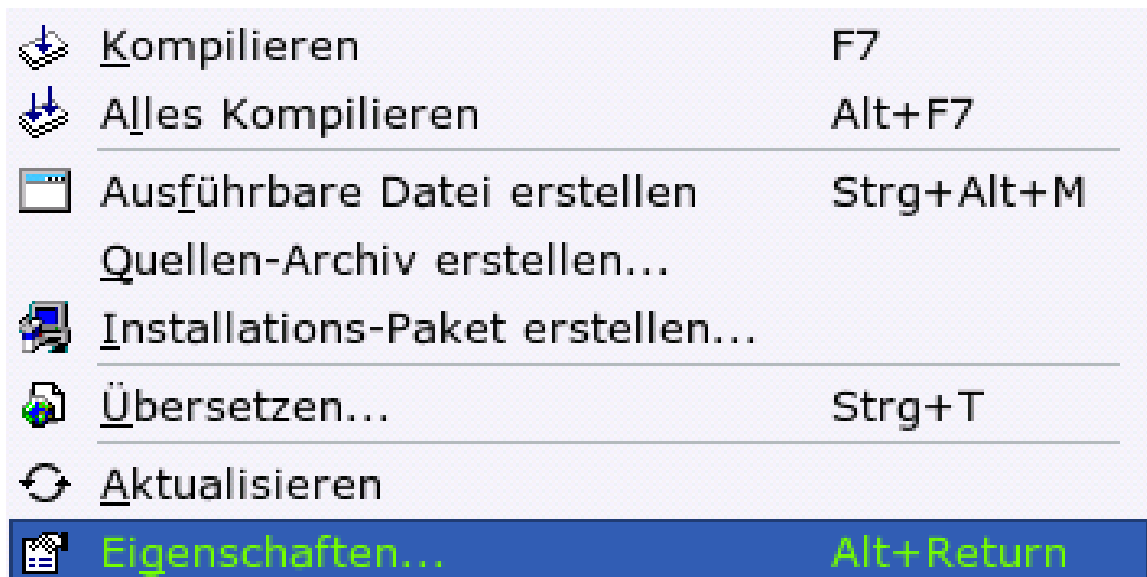 Kompilieren F7
Alles Kompilieren Alt+F7
Ausführbare Datei erstellen Strg+Alt+M
Quellen-Archiv erstellen...
Installations-Paket erstellen...
Übersetzen... Strg+T
Aktualisieren
Eigenschaften... Alt+Return